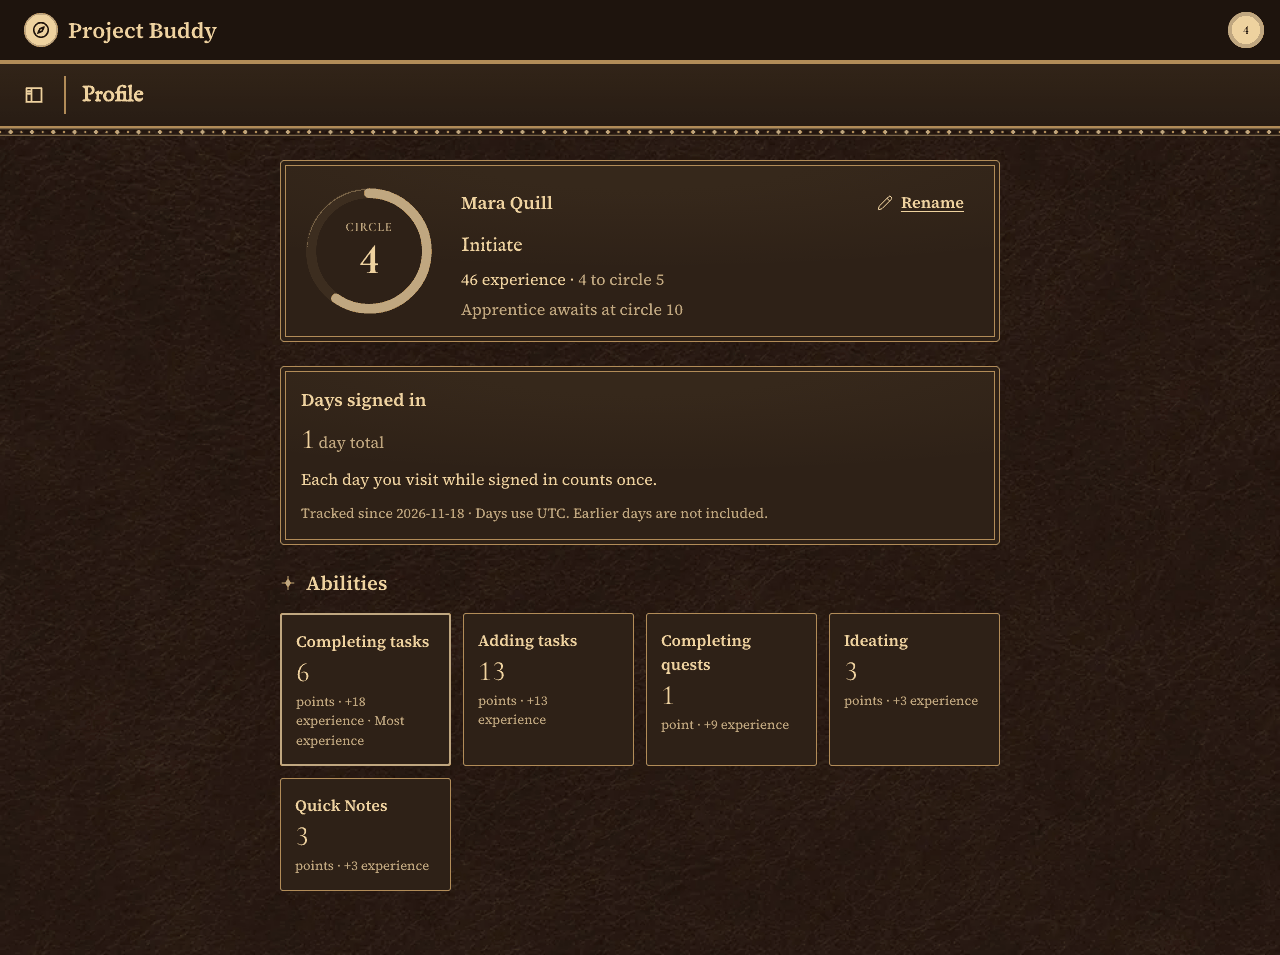 Project Buddy
4
Profile
CIRCLE
4
Mara Quill
Rename
Initiate
46 experience · 4 to circle 5
Apprentice awaits at circle 10
Days signed in
1 day total
Each day you visit while signed in counts once.
Tracked since 2026-11-18 · Days use UTC. Earlier days are not included.
Abilities
Completing tasks
6
points · +18
experience · Most
experience
Adding tasks
13
points · +13
experience
Completing
quests
1
point · +9 experience
Ideating
3
points · +3 experience
Quick Notes
3
points · +3 experience